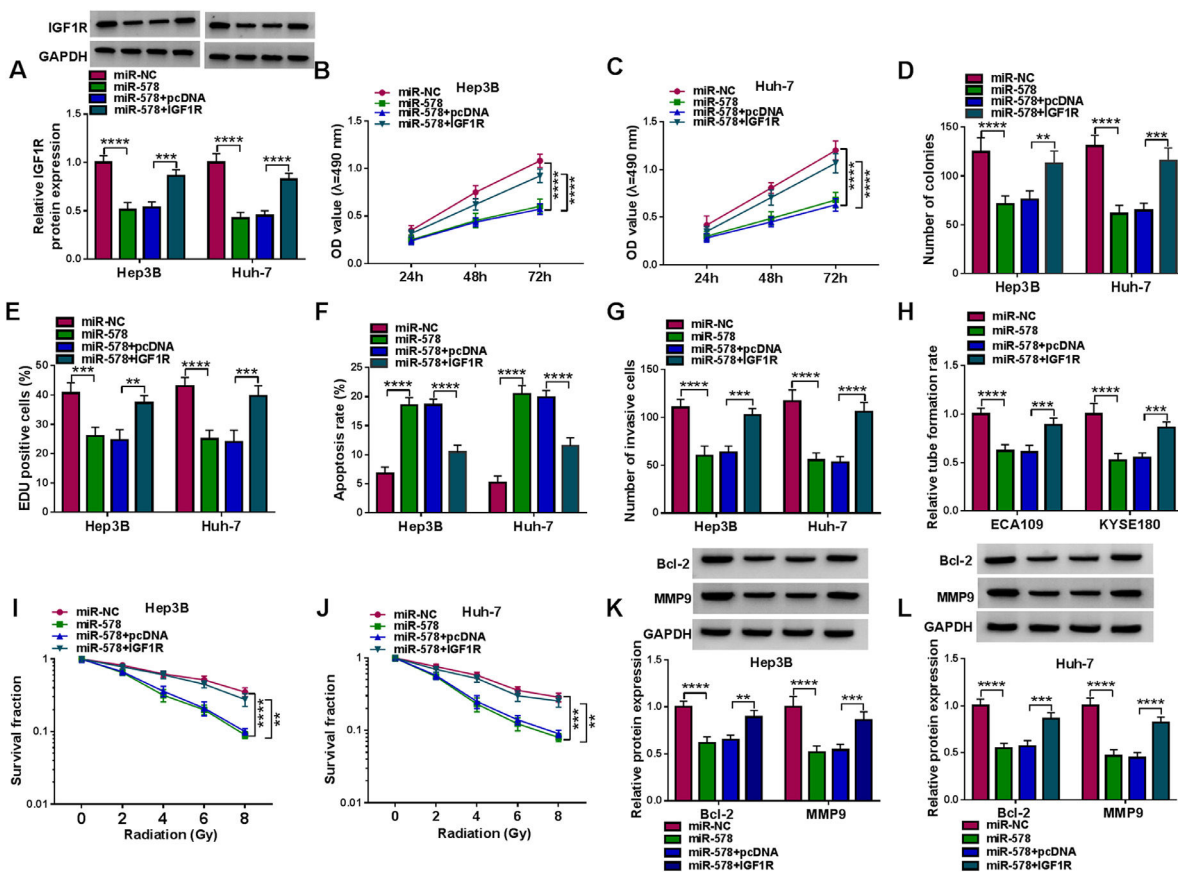 IGF1R
GAPDH
A
miR-NC
miR-578
miR-578+pcDNA
miR-578+IGF1R
Relative IGF1R
protein expression
1.5
1.0
0.5
0.0
**** *** **** ****
Hep3B Huh-7
B
Hep3B
miR-NC
miR-578
miR-578+pcDNA
miR-578+IGF1R
OD value (λ=490 nm)
1.5
1.0
0.5
0.0
24h 48h 72h
****
****
C
Huh-7
miR-NC
miR-578
miR-578+pcDNA
miR-578+IGF1R
OD value (λ=490 nm)
1.5
1.0
0.5
0.0
24h 48h 72h
****
****
D
miR-NC
miR-578
miR-578+pcDNA
miR-578+IGF1R
Number of colonies
150
100
50
0
**** ** **** ***
Hep3B Huh-7
E
miR-NC
miR-578
miR-578+pcDNA
miR-578+IGF1R
EDU positive cells (%)
50
40
30
20
10
0
*** ** **** ***
Hep3B Huh-7
F
miR-NC
miR-578
miR-578+pcDNA
miR-578+IGF1R
Apoptosis rate (%)
25
20
15
10
5
0
**** **** **** ****
Hep3B Huh-7
G
miR-NC
miR-578
miR-578+pcDNA
miR-578+IGF1R
Number of invasive cells
150
100
50
0
**** *** **** ****
Hep3B Huh-7
H
miR-NC
miR-578
miR-578+pcDNA
miR-578+IGF1R
Relative tube formation rate
1.5
1.0
0.5
0.0
**** *** **** ***
ECA109 KYSE180
I
Hep3B
miR-NC
miR-578
miR-578+pcDNA
miR-578+IGF1R
Survival fraction
1
0.1
0.01
0 2 4 6 8
Radiation (Gy)
****
**
J
Huh-7
miR-NC
miR-578
miR-578+pcDNA
miR-578+IGF1R
Survival fraction
1
0.1
0.01
0 2 4 6 8
Radiation (Gy)
***
**
Bcl-2
MMP9
GAPDH
K
Hep3B
Relative protein expression
1.5
1.0
0.5
0.0
**** ** **** ***
Bcl-2 MMP9
miR-NC
miR-578
miR-578+pcDNA
miR-578+IGF1R
Bcl-2
MMP9
GAPDH
L
Huh-7
Relative protein expression
1.5
1.0
0.5
0.0
**** *** **** ****
Bcl-2 MMP9
miR-NC
miR-578
miR-578+pcDNA
miR-578+IGF1R